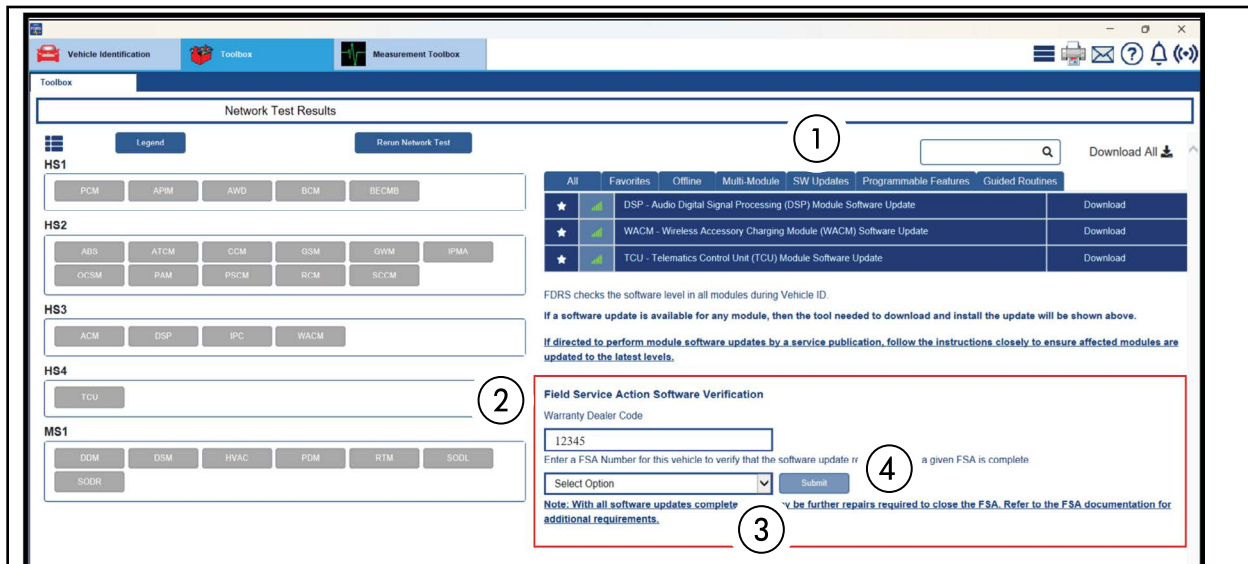 Vehicle Identification
Toolbox
Measurement Toolbox
Toolbox
Network Test Results
Legend
Rerun Network Test
1
Download All
HS1
PCM APIM AWD BCM BECMB
All Favorites Offline Multi-Module SW Updates Programmable Features Guided Routines
DSP - Audio Digital Signal Processing (DSP) Module Software Update Download
WACM - Wireless Accessory Charging Module (WACM) Software Update Download
TCU - Telematics Control Unit (TCU) Module Software Update Download
HS2
ABS ATCM CCM GSM GWM IPMA
OCSM PAM PSCM RCM SCCM
HS3
ACM DSP IPC WACM
HS4
TCU
MS1
DDM DSM HVAC PDM RTM SODL
SODR
FDRS checks the software level in all modules during Vehicle ID.
If a software update is available for any module, then the tool needed to download and install the update will be shown above.
If directed to perform module software updates by a service publication, follow the instructions closely to ensure affected modules are
updated to the latest levels.
2
Field Service Action Software Verification
Warranty Dealer Code
12345
Enter a FSA Number for this vehicle to verify that the software update a given FSA is complete
4
Select Option
Submit
Note: With all software updates be further repairs required to close the FSA. Refer to the FSA documentation for
additional requirements.
3